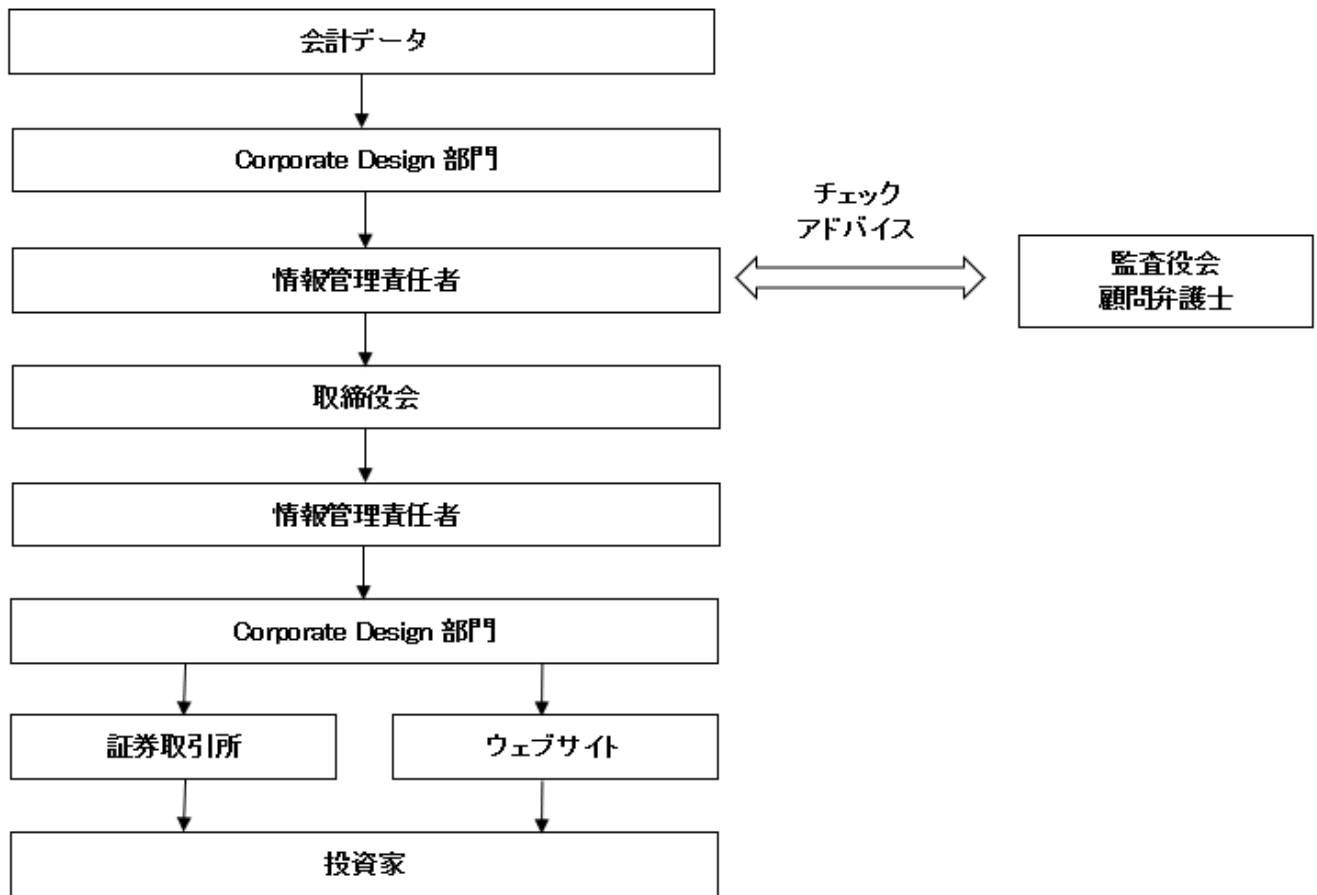 会計データ
Corporate Design 部門
チェック
アドバイス
情報管理責任者
監査役会
顧問弁護士
取締役会
情報管理責任者
Corporate Design 部門
証券取引所
ウェブサイト
投資家